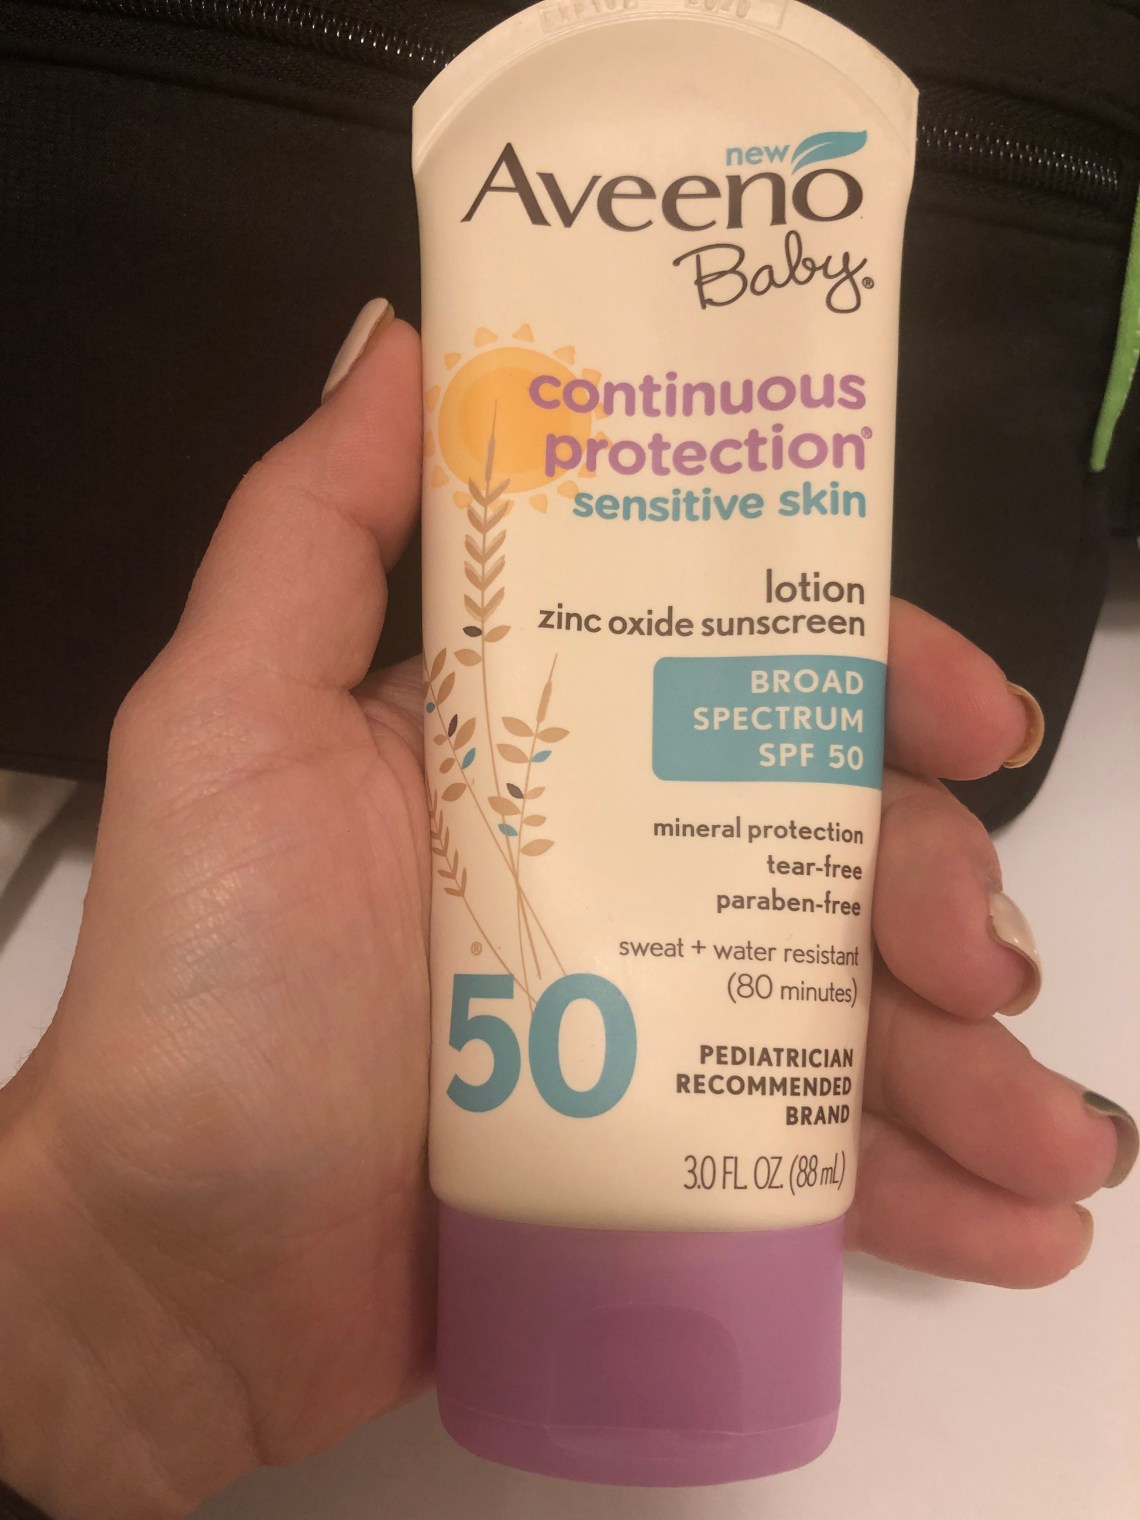 new
Aveeno
Baby®
continuous
protection®
sensitive skin
lotion
zinc oxide sunscreen
BROAD
SPECTRUM
SPF 50
mineral protection
tear-free
paraben-free
sweat + water resistant
(80 minutes)
®
50
PEDIATRICIAN
RECOMMENDED
BRAND
3.0 FL. OZ. (88 mL)